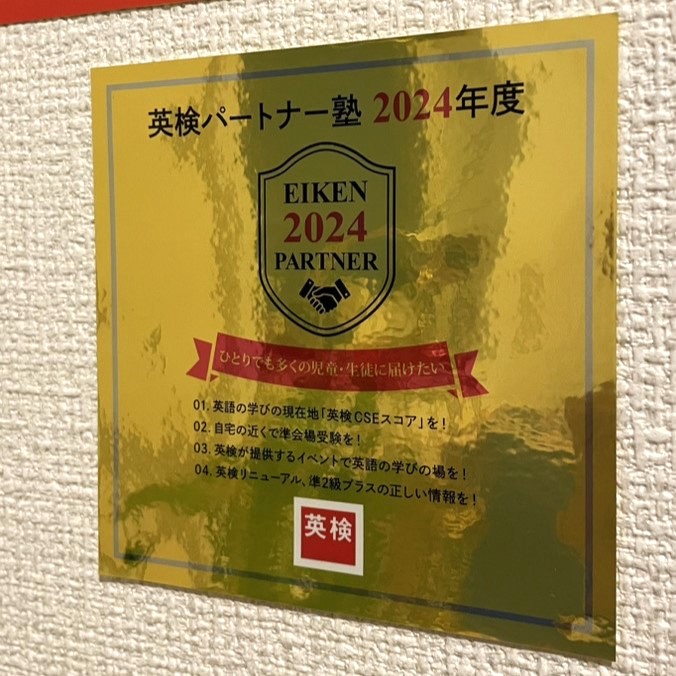 英検パートナー塾 2024年度
EIKEN
2024
PARTNER
ひとりでも多くの児童・生徒に届けたい
01. 英語の学びの現在地「英検CSEスコア」を!
02. 自宅の近くで準会場受験を!
03. 英検が提供するイベントで英語の学びの場を!
04. 英検リニューアル、準2級プラスの正しい情報を!
英検